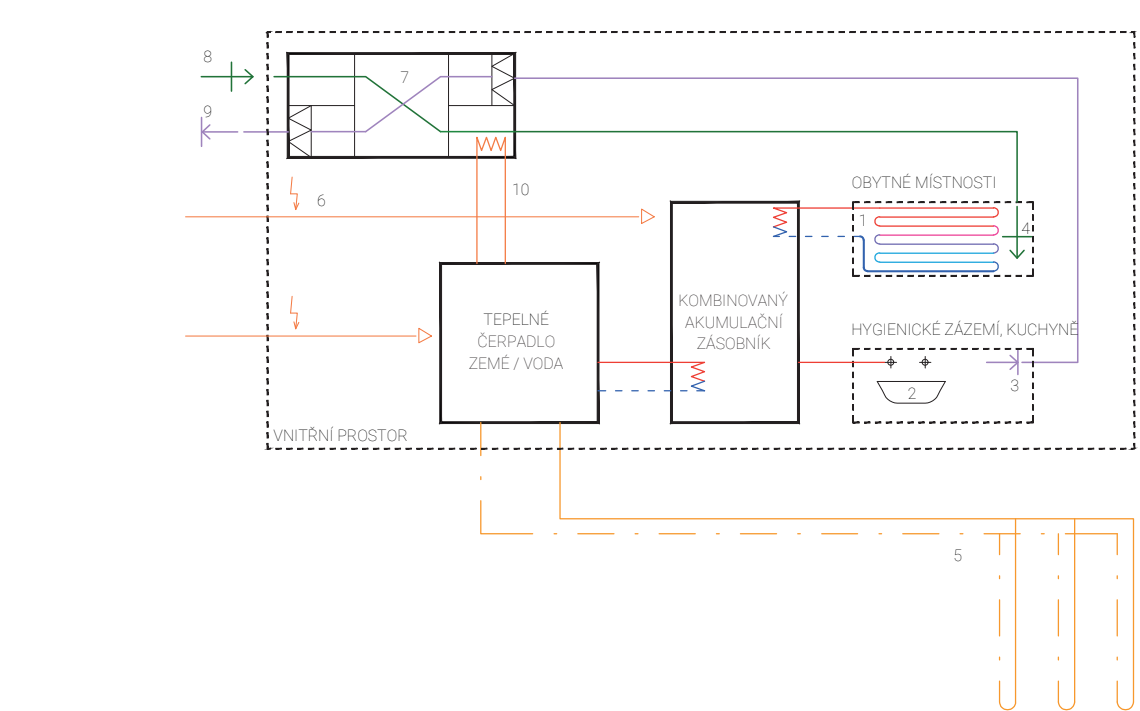 8
7
9
10
6
OBYTNÉ MÍSTNOSTI
1
4
KOMBINOVANÝ
AKUMULAČNÍ
ZÁSOBNÍK
TEPELNÉ
ČERPADLO
ZEMÉ / VODA
HYGIENICKÉ ZÁZEMÍ, KUCHYNĚ
2
3
VNITŘNÍ PROSTOR
5